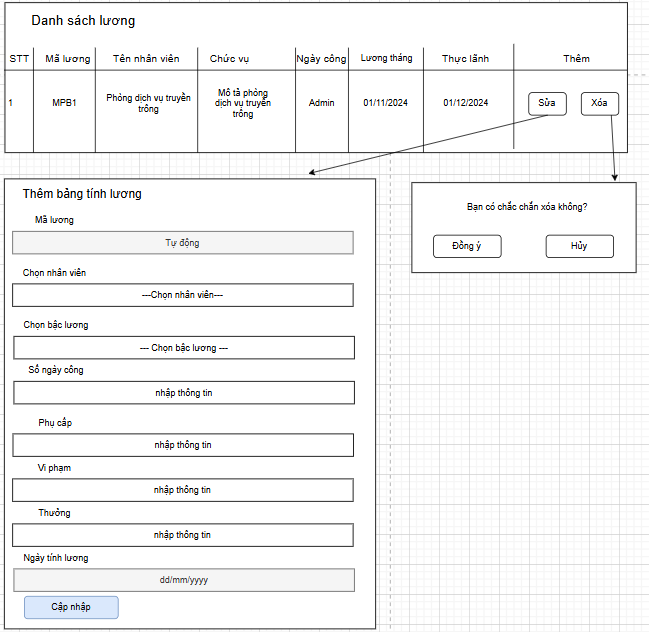 Danh sách lương
STT Mã lương Tên nhân viên Chức vụ Ngày công Lương tháng Thực lãnh Thêm
1 MPB1 Phòng dịch vụ truyền
trông Mô tả phòng
dịch vụ truyền
trông Admin 01/11/2024 01/12/2024 Sửa Xóa
Thêm bảng tính lương
Mã lương
Tự động
Chọn nhân viên
---Chọn nhân viên---
Chọn bậc lương
--- Chọn bậc lương ---
Số ngày công
nhập thông tin
Phụ cấp
nhập thông tin
Vi phạm
nhập thông tin
Thưởng
nhập thông tin
Ngày tính lương
dd/mm/yyyy
Cập nhập
Bạn có chắc chắn xóa không?
Đồng ý Hủy